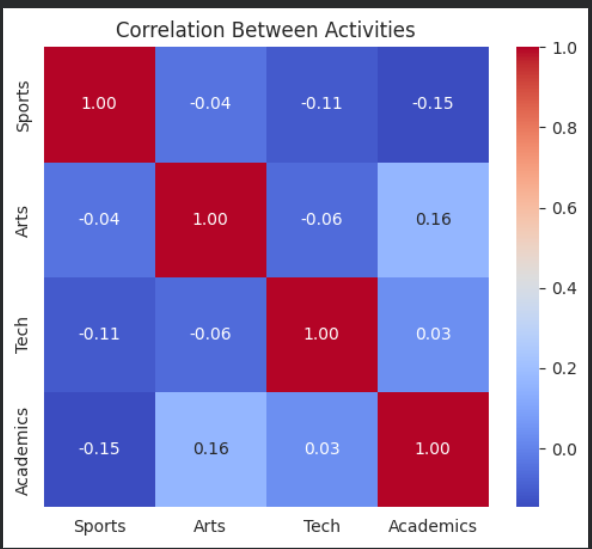 Correlation Between Activities
Sports 1.00 -0.04 -0.11 -0.15
Arts -0.04 1.00 -0.06 0.16
Tech -0.11 -0.06 1.00 0.03
Academics -0.15 0.16 0.03 1.00
Sports Arts Tech Academics
1.0
0.8
0.6
0.4
0.2
0.0